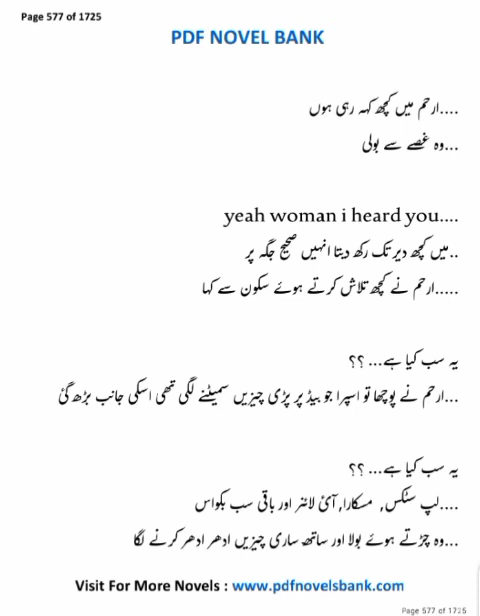 Page 577 of 1725
PDF NOVEL BANK
ارحم میں کچھ کہہ رہی ہوں....
وہ غصے سے بولی...
yeah woman i heard you....
میں کچھ دیر تک رکھ دیتا انہیں صحیح جگہ پر..
ارحم نے کچھ تلاش کرتے ہوئے سکون سے کہا.....
یہ سب کیا ہے... ؟؟
ارحم نے پوچھا تو اسپرا جو بیڈ پر پڑی چیزیں سمیٹنے لگی تھی اسکی جانب بڑھ گئ...
یہ سب کیا ہے... ؟؟
لپ سٹکس, مسکارا,آئ لائنر اور باقی سب بکواس....
وہ چڑتے ہوئے بولا اور ساتھ ساری چیزیں ادھر ادھر کرنے لگا...
Visit For More Novels : www.pdfnovelsbank.com
Page 577 of 1725